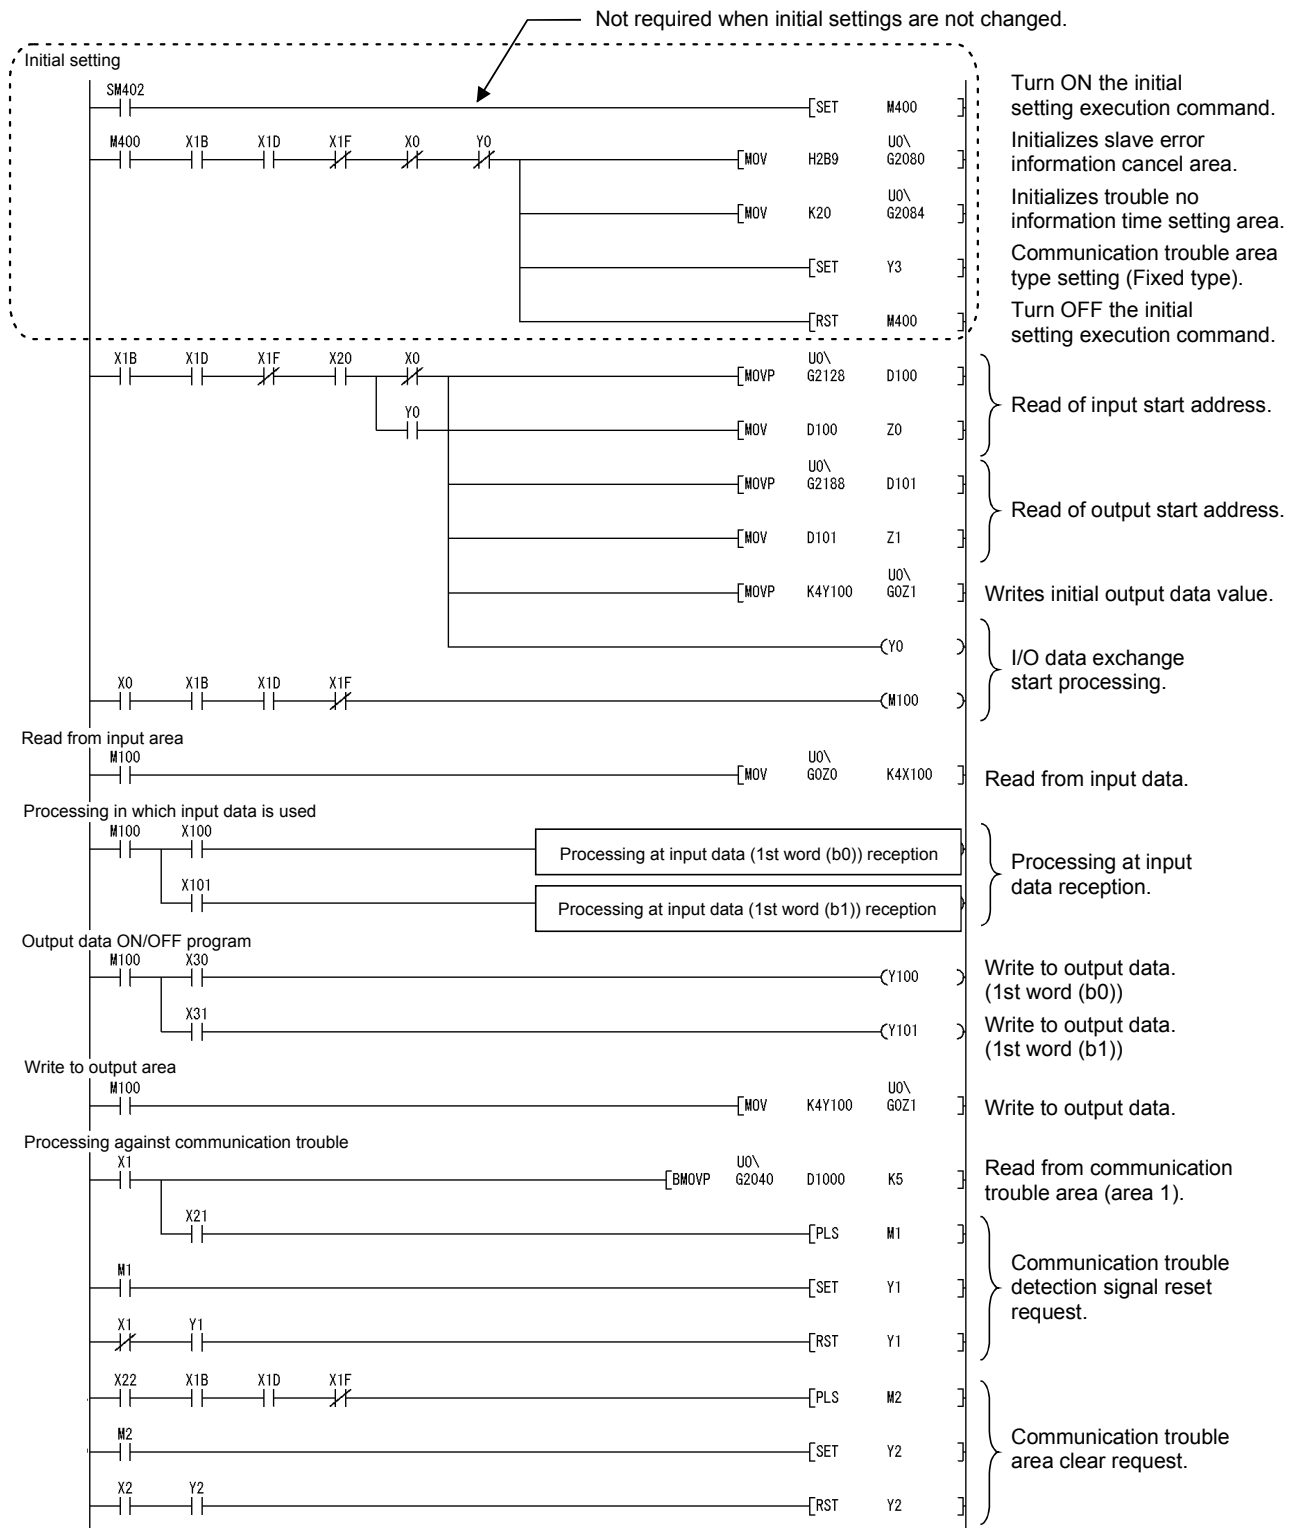 Not required when initial settings are not changed.
Initial setting
SM402
SET M400
Turn ON the initial
setting execution command.
M400 X1B X1D X1F X0 Y0
MOV H2B9 U0\
G2080
Initializes slave error
information cancel area.
MOV K20 U0\
G2084
Initializes trouble no
information time setting area.
SET Y3
Communication trouble area
type setting (Fixed type).
RST M400
Turn OFF the initial
setting execution command.
X1B X1D X1F X20 X0
MOVP U0\
G2128 D100
Y0
MOV D100 Z0
Read of input start address.
MOVP U0\
G2188 D101
MOV D101 Z1
Read of output start address.
MOVP K4Y100 U0\
G0Z1
Writes initial output data value.
Y0
X0 X1B X1D X1F
M100
I/O data exchange
start processing.
Read from input area
M100
MOV U0\
G0Z0 K4X100
Read from input data.
Processing in which input data is used
M100 X100
Processing at input data (1st word (b0)) reception
X101
Processing at input data (1st word (b1)) reception
Processing at input
data reception.
Output data ON/OFF program
M100 X30
Y100
Write to output data.
(1st word (b0))
X31
Y101
Write to output data.
(1st word (b1))
Write to output area
M100
MOV K4Y100 U0\
G0Z1
Write to output data.
Processing against communication trouble
X1
BMOVP U0\
G2040 D1000 K5
Read from communication
trouble area (area 1).
X21
PLS M1
M1
SET Y1
X1 Y1
RST Y1
Communication trouble
detection signal reset
request.
X22 X1B X1D X1F
PLS M2
M2
SET Y2
X2 Y2
RST Y2
Communication trouble
area clear request.